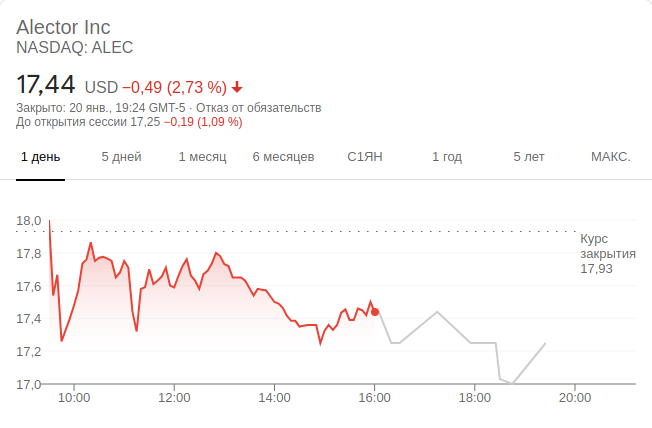 Alector Inc
NASDAQ: ALEC
17,44 USD −0,49 (2,73 %)
Закрыто: 20 янв., 19:24 GMT-5 · Отказ от обязательств
До открытия сессии 17,25 −0,19 (1,09 %)
1 день 5 дней 1 месяц 6 месяцев С1ЯН 1 год 5 лет МАКС.
18,0
Курс
закрытия
17,93
17,8
17,6
17,4
17,2
17,0
10:00 12:00 14:00 16:00 18:00 20:00